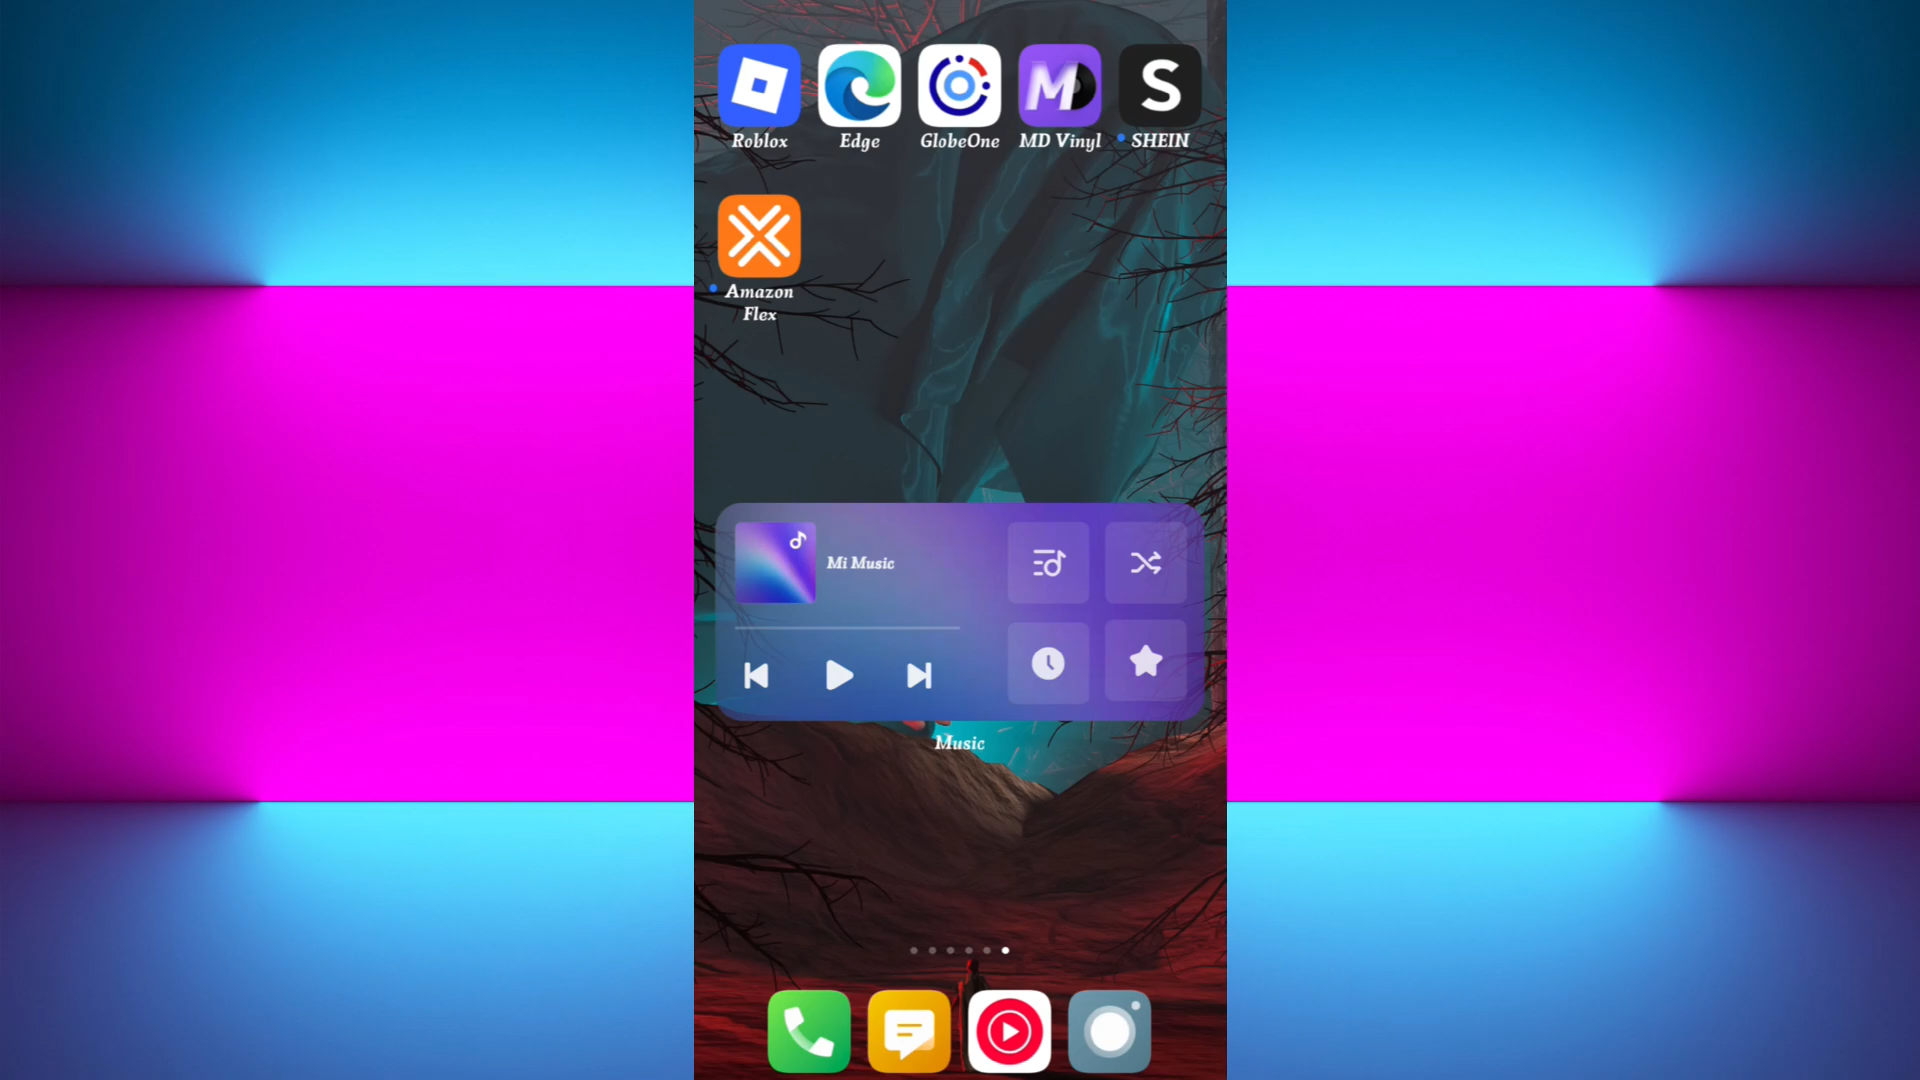 Roblox
Edge
GlobeOne
MD Vinyl
SHEIN
Amazon
Flex
Mi Music
Music